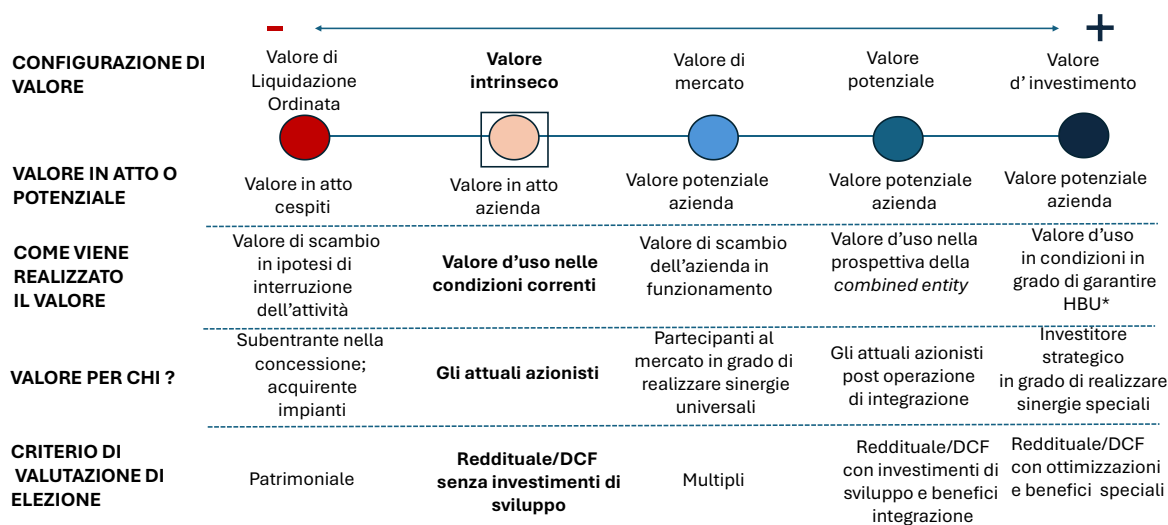 - +
CONFIGURAZIONE DI
VALORE
Valore di
Liquidazione
Ordinata
Valore
intrinseco
Valore di
mercato
Valore
potenziale
Valore
d’ investimento
VALORE IN ATTO O
POTENZIALE
Valore in atto
cespiti
Valore in atto
azienda
Valore potenziale
azienda
Valore potenziale
azienda
Valore potenziale
azienda
COME VIENE
REALIZZATO
IL VALORE
Valore di scambio
in ipotesi di
interruzione
dell’attività
Valore d’uso nelle
condizioni correnti
Valore di scambio
dell’azienda in
funzionamento
Valore d’uso nella
prospettiva della
combined entity
Valore d’uso
in condizioni in
grado di garantire
HBU*
VALORE PER CHI ?
Subentrante nella
concessione;
acquirente
impianti
Gli attuali azionisti
Partecipanti al
mercato in grado di
realizzare sinergie
universali
Gli attuali azionisti
post operazione
di integrazione
Investitore
strategico
in grado di realizzare
sinergie speciali
CRITERIO DI
VALUTAZIONE DI
ELEZIONE
Patrimoniale
Reddituale/DCF
senza investimenti di
sviluppo
Multipli
Reddituale/DCF
con investimenti di
sviluppo e benefici
integrazione
Reddituale/DCF
con ottimizzazioni
e benefici speciali